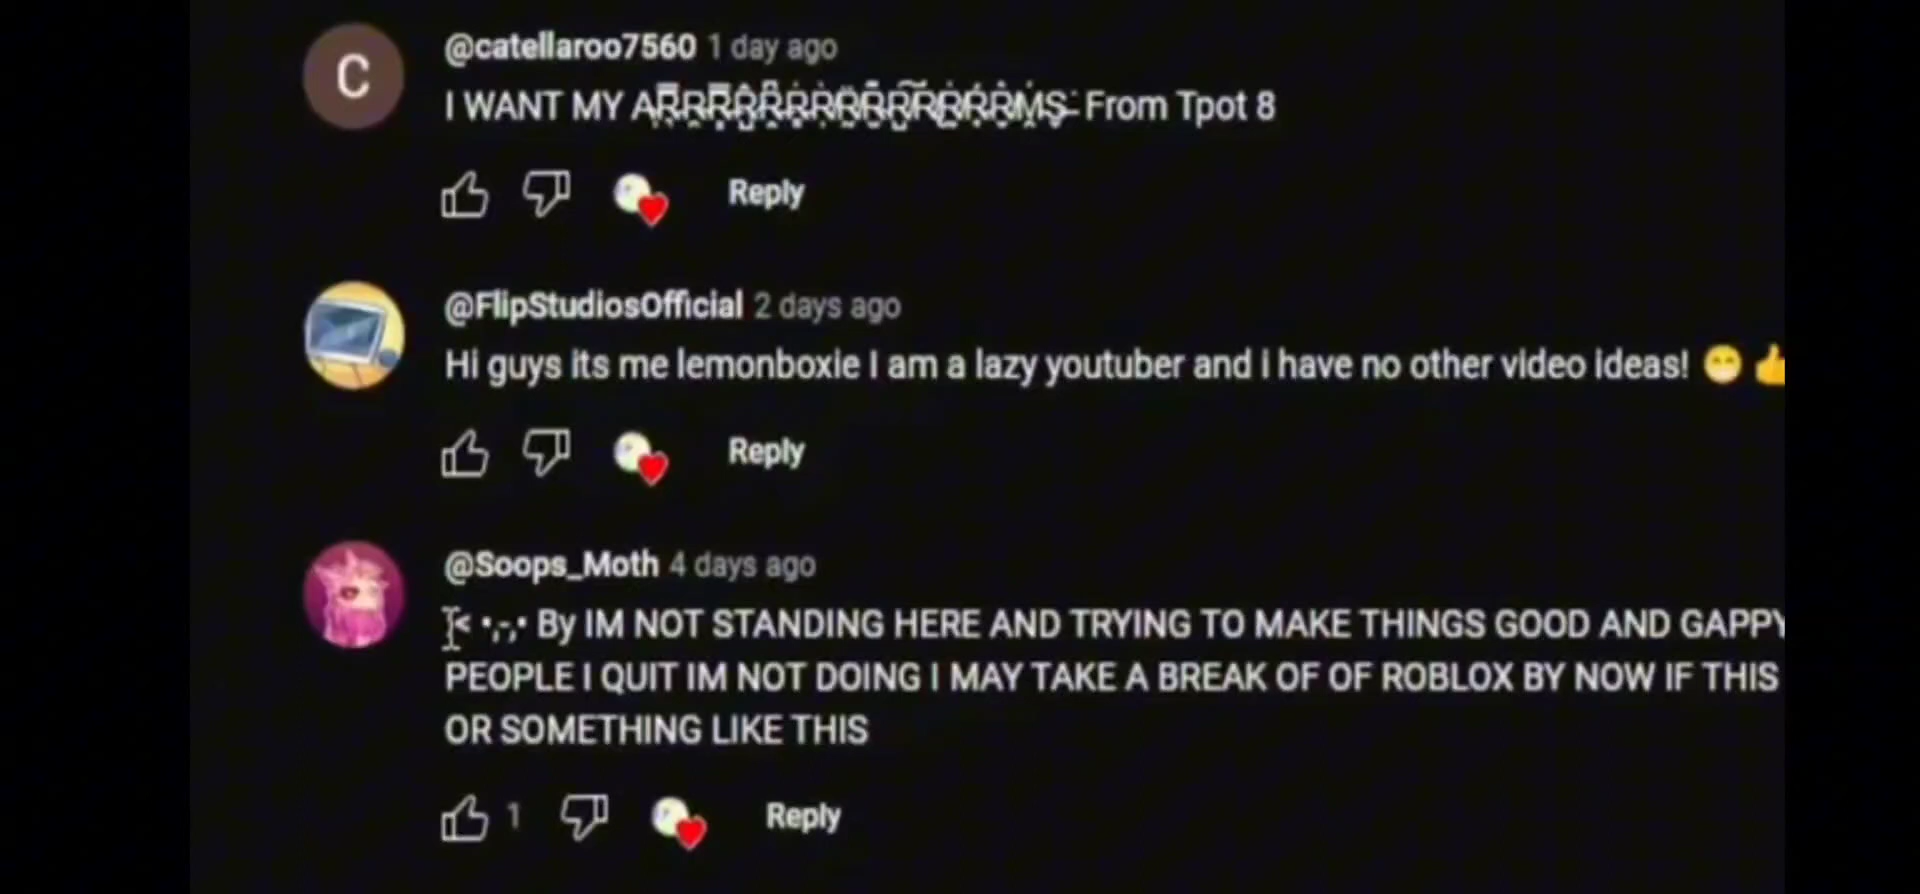 C
@catellaroo7560 1 day ago
I WANT MY ARRRRRRRRRRRRRRMS From Tpot 8
Reply
@FlipStudiosOfficial 2 days ago
Hi guys its me lemonboxie I am a lazy youtuber and i have no other video ideas! 😁 👍
Reply
@Soops_Moth 4 days ago
< •,-,• By IM NOT STANDING HERE AND TRYING TO MAKE THINGS GOOD AND GAPPY
PEOPLE I QUIT IM NOT DOING I MAY TAKE A BREAK OF OF ROBLOX BY NOW IF THIS
OR SOMETHING LIKE THIS
1
Reply